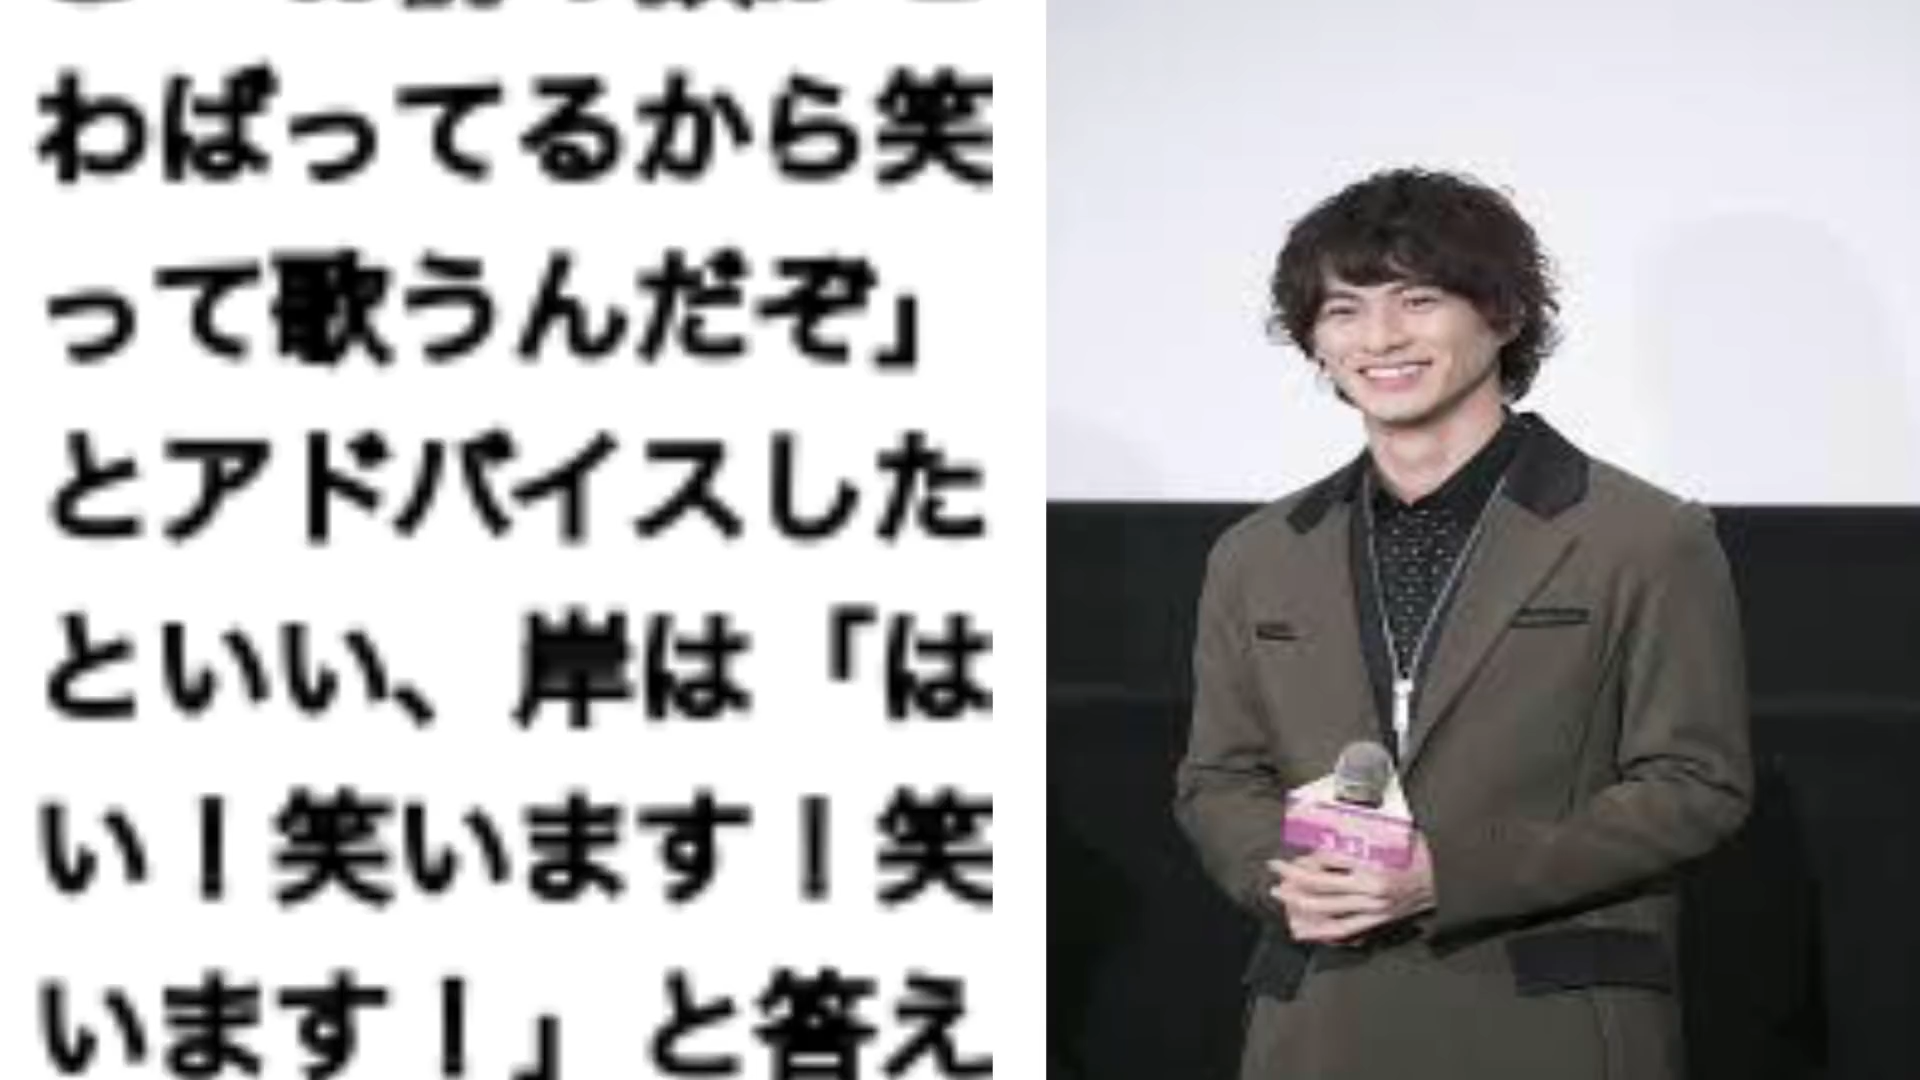 わばってるから笑
って歌うんだぞ」
とアドバイスした
といい、岸は「は
い！笑います！笑
います！」と答え